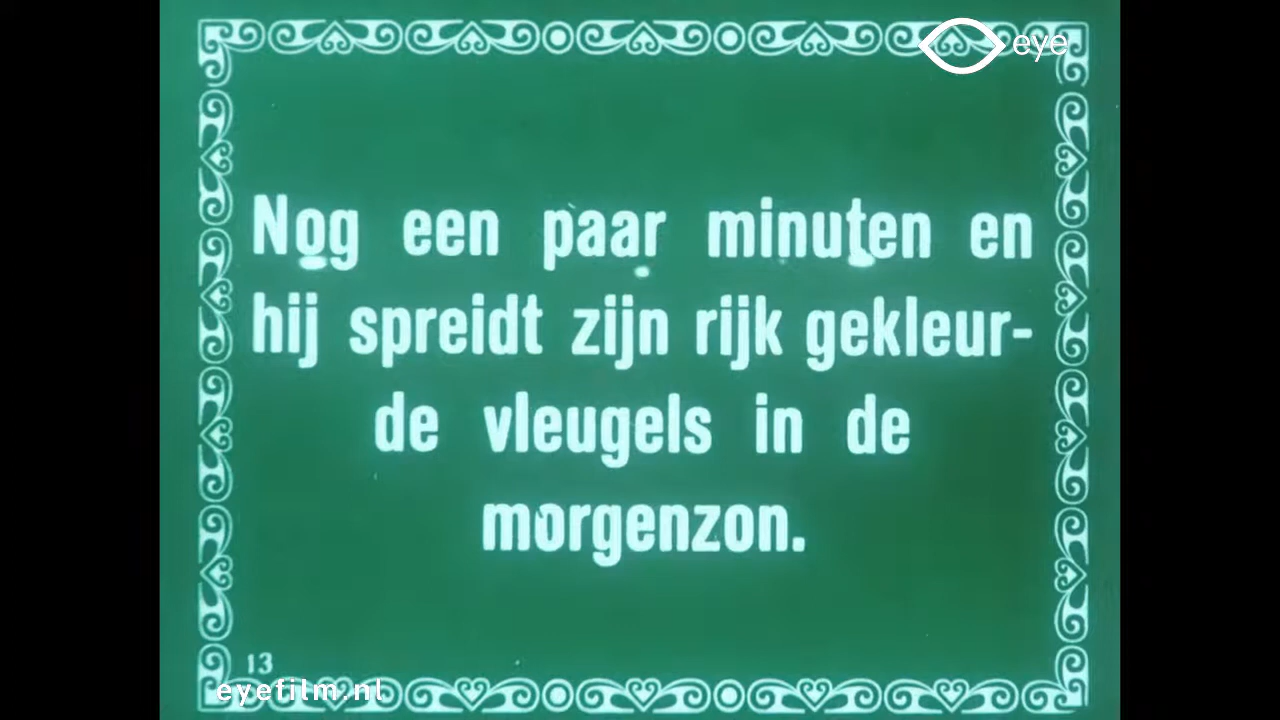 eye
Nog een paar minuten en
hij spreidt zijn rijk gekleur-
de vleugels in de
morgenzon.
13
eyefilm.nl